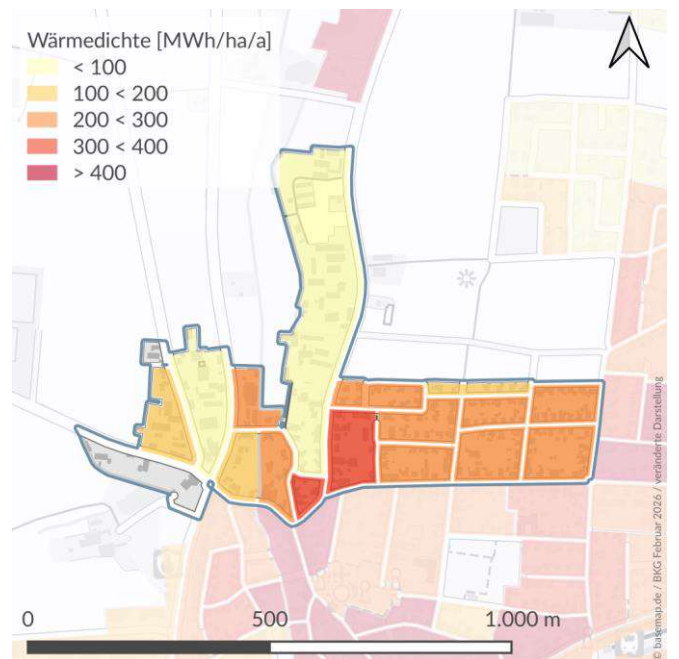 Wärmedichte [MWh/ha/a]
< 100
100 < 200
200 < 300
300 < 400
> 400
0 500 1.000 m
© basemap.de / BKG Februar 2026 / veränderte Darstellung